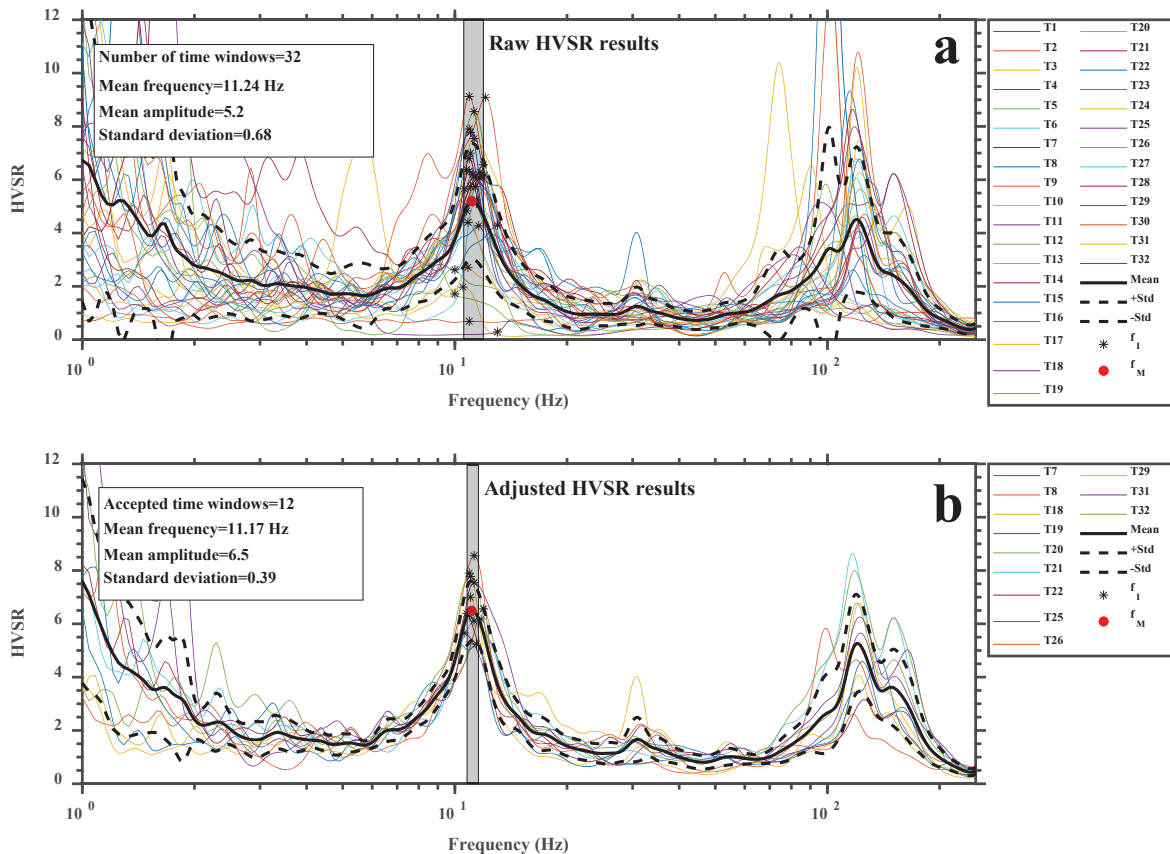 12
10
8
6
4
2
0
HVSR
Number of time windows=32
Mean frequency=11.24 Hz
Mean amplitude=5.2
Standard deviation=0.68
Raw HVSR results
a
10^0
10^1
10^2
Frequency (Hz)
T1 T20
T2 T21
T3 T22
T4 T23
T5 T24
T6 T25
T7 T26
T8 T27
T9 T28
T10 T29
T11 T30
T12 T31
T13 T32
T14 Mean
T15 +Std
T16 -Std
T17 f_I
T18 f_M
T19
12
10
8
6
4
2
0
HVSR
Accepted time windows=12
Mean frequency=11.17 Hz
Mean amplitude=6.5
Standard deviation=0.39
Adjusted HVSR results
b
10^0
10^1
10^2
Frequency (Hz)
T7 T29
T8 T31
T18 T32
T19 Mean
T20 +Std
T21 -Std
T22 f_I
T25 f_M
T26